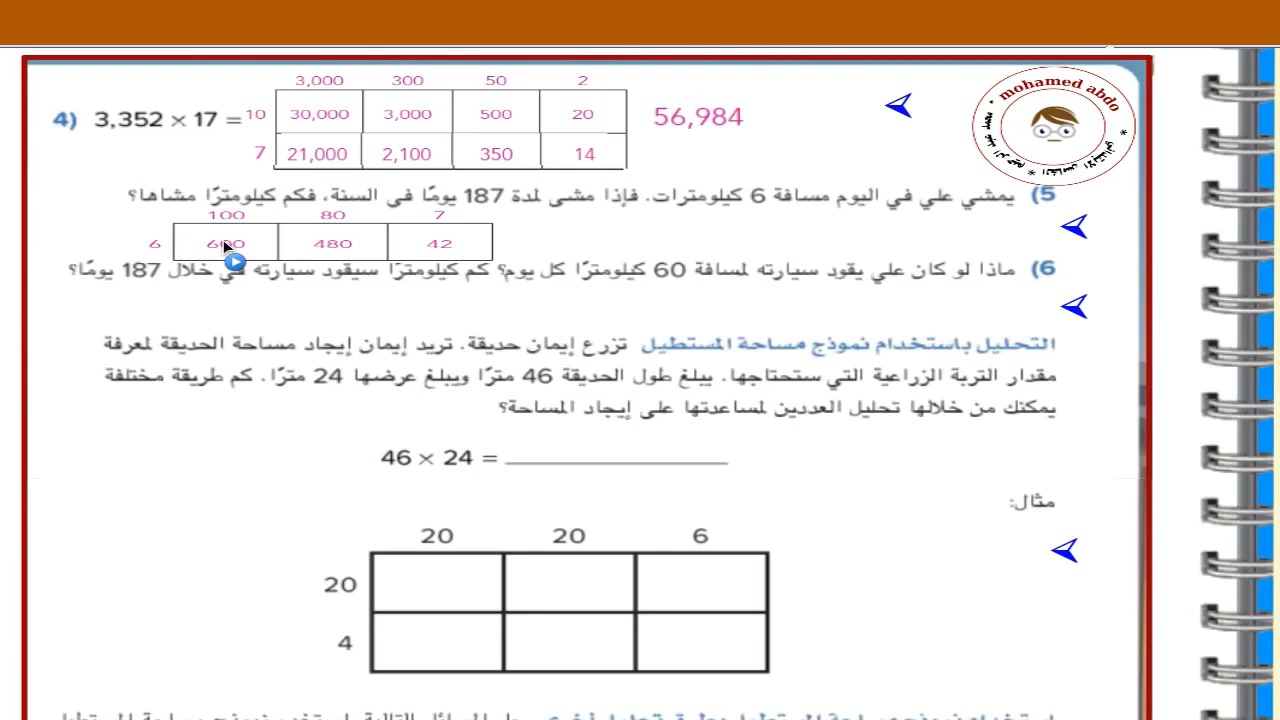 mohamed abdo
3,000 300 50 2
4) 3,352 × 17 = 10 30,000 3,000 500 20 56,984
7 21,000 2,100 350 14
5) يمشي علي في اليوم مسافة 6 كيلومترات. فإذا مشى لمدة 187 يومًا في السنة، فكم كيلومترًا مشاها؟
100 80 7
6 600 480 42
6) ماذا لو كان علي يقود سيارته لمسافة 60 كيلومترًا كل يوم؟ كم كيلومترًا سيقود سيارته في خلال 187 يومًا؟
التحليل باستخدام نموذج مساحة المستطيل تزرع إيمان حديقة. تريد إيمان إيجاد مساحة الحديقة لمعرفة
مقدار التربة الزراعية التي ستحتاجها. يبلغ طول الحديقة 46 مترًا ويبلغ عرضها 24 مترًا. كم طريقة مختلفة
يمكنك من خلالها تحليل العددين لمساعدتها على إيجاد المساحة؟
46 × 24 =
مثال:
20 20 6
20
4